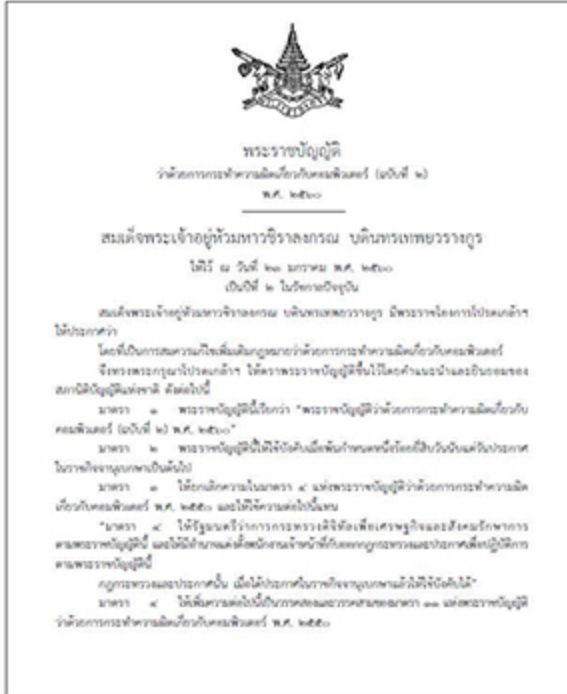 พระราชบัญญัติ
ว่าด้วยการกระทำความผิดเกี่ยวกับคอมพิวเตอร์ (ฉบับที่ ๒)
พ.ศ. ๒๕๖๐
สมเด็จพระเจ้าอยู่หัวมหาวชิราลงกรณ บดินทรเทพยวรางกูร
ให้ไว้ ณ วันที่ ๒๓ มกราคม พ.ศ. ๒๕๖๐
เป็นปีที่ ๒ ในรัชกาลปัจจุบัน
สมเด็จพระเจ้าอยู่หัวมหาวชิราลงกรณ บดินทรเทพยวรางกูร มีพระราชโองการโปรดเกล้าฯ
ให้ประกาศว่า
โดยที่เป็นการสมควรแก้ไขเพิ่มเติมกฎหมายว่าด้วยการกระทำความผิดเกี่ยวกับคอมพิวเตอร์
จึงทรงพระกรุณาโปรดเกล้าฯ ให้ตราพระราชบัญญัติขึ้นไว้โดยคำแนะนำและยินยอมของ
สภานิติบัญญัติแห่งชาติ ดังต่อไปนี้
มาตรา ๑ พระราชบัญญัตินี้เรียกว่า "พระราชบัญญัติว่าด้วยการกระทำความผิดเกี่ยวกับ
คอมพิวเตอร์ (ฉบับที่ ๒) พ.ศ. ๒๕๖๐"
มาตรา ๒ พระราชบัญญัตินี้ให้ใช้บังคับเมื่อพ้นกำหนดหนึ่งร้อยยี่สิบวันนับแต่วันประกาศ
ในราชกิจจานุเบกษาเป็นต้นไป
มาตรา ๓ ให้ยกเลิกความในมาตรา ๔ แห่งพระราชบัญญัติว่าด้วยการกระทำความผิด
เกี่ยวกับคอมพิวเตอร์ พ.ศ. ๒๕๕๐ และให้ใช้ความต่อไปนี้แทน
"มาตรา ๔ ให้รัฐมนตรีว่าการกระทรวงดิจิทัลเพื่อเศรษฐกิจและสังคมรักษาการ
ตามพระราชบัญญัตินี้ และให้มีอำนาจแต่งตั้งพนักงานเจ้าหน้าที่กับออกกฎกระทรวงและประกาศเพื่อปฏิบัติการ
ตามพระราชบัญญัตินี้
กฎกระทรวงและประกาศนั้น เมื่อได้ประกาศในราชกิจจานุเบกษาแล้วให้ใช้บังคับได้"
มาตรา ๔ ให้เพิ่มความต่อไปนี้เป็นวรรคสองและวรรคสามของมาตรา ๑๑ แห่งพระราชบัญญัติ
ว่าด้วยการกระทำความผิดเกี่ยวกับคอมพิวเตอร์ พ.ศ. ๒๕๕๐